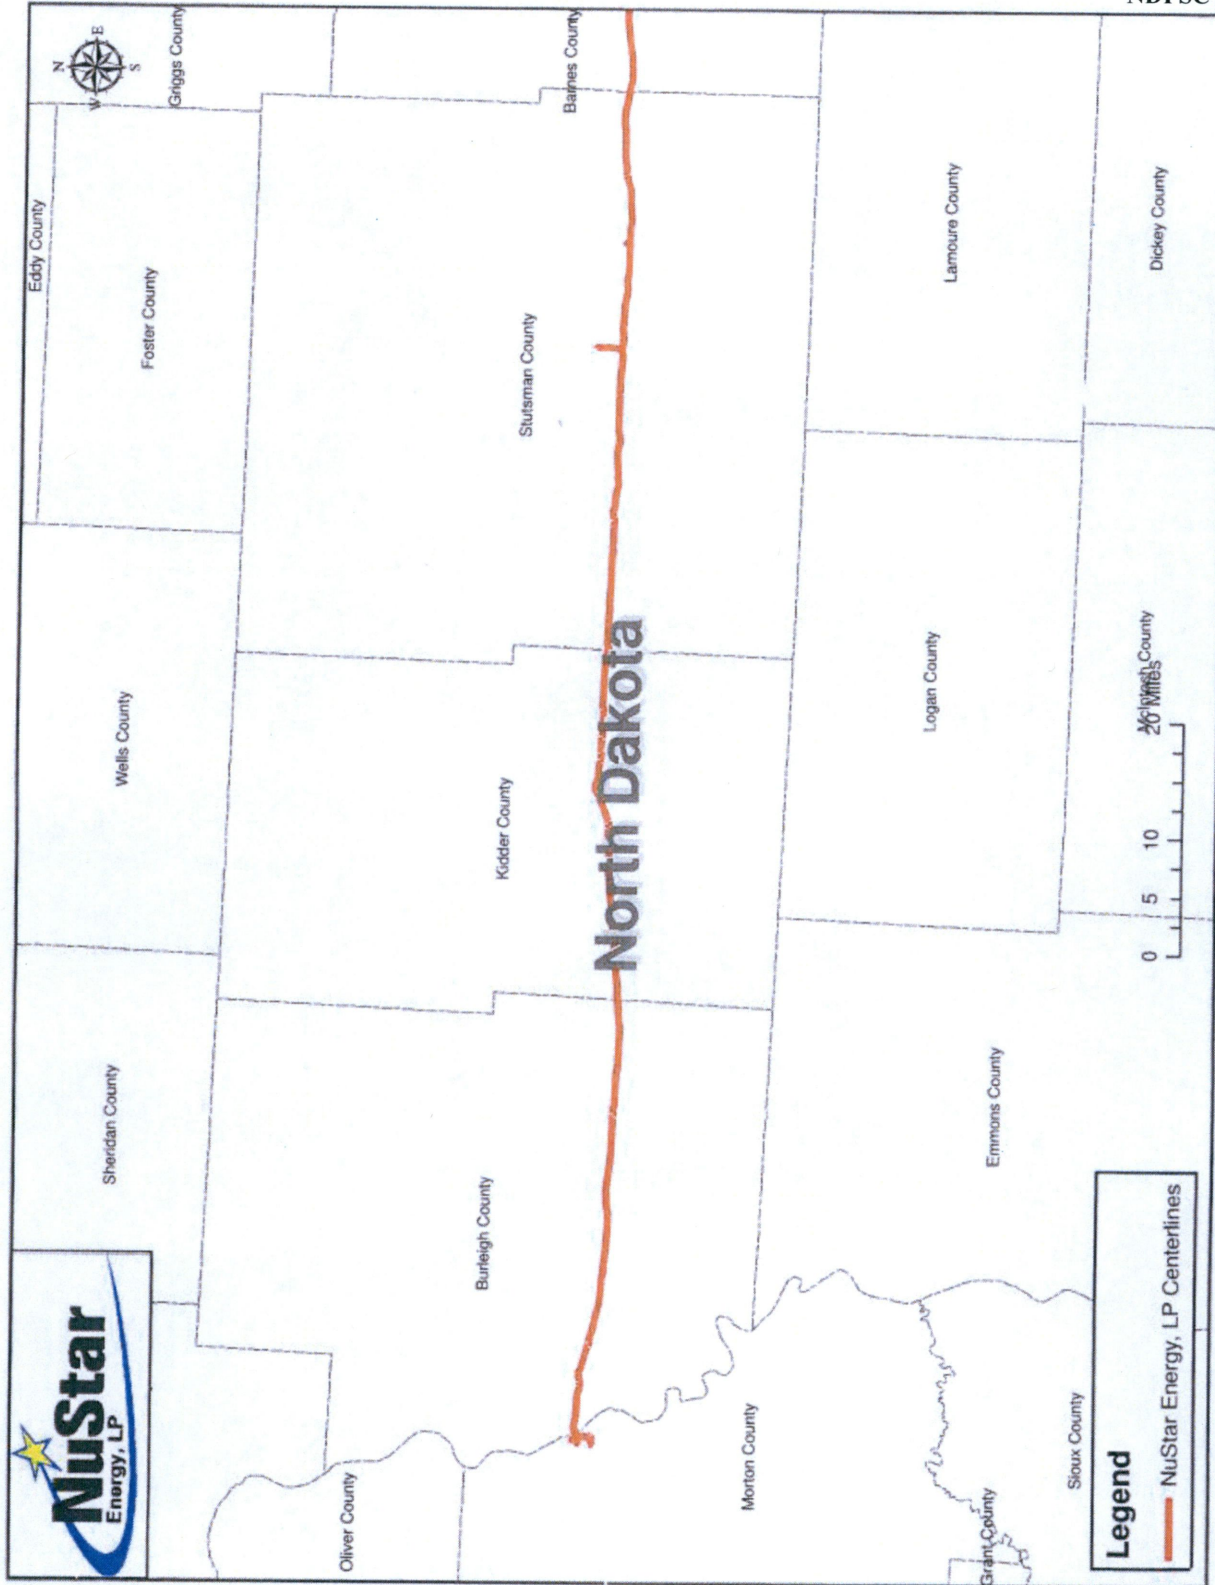 NuStar
Energy, LP
N
W
E
S
Sheridan County
Wells County
Eddy County
Foster County
Griggs County
Oliver County
Burleigh County
Kidder County
Stutsman County
Barnes County
North Dakota
Morton County
Emmons County
Logan County
Lamoure County
Grant County
Sioux County
McIntosh County
Dickey County
0
5
10
20 Miles
Legend
NuStar Energy, LP Centerlines